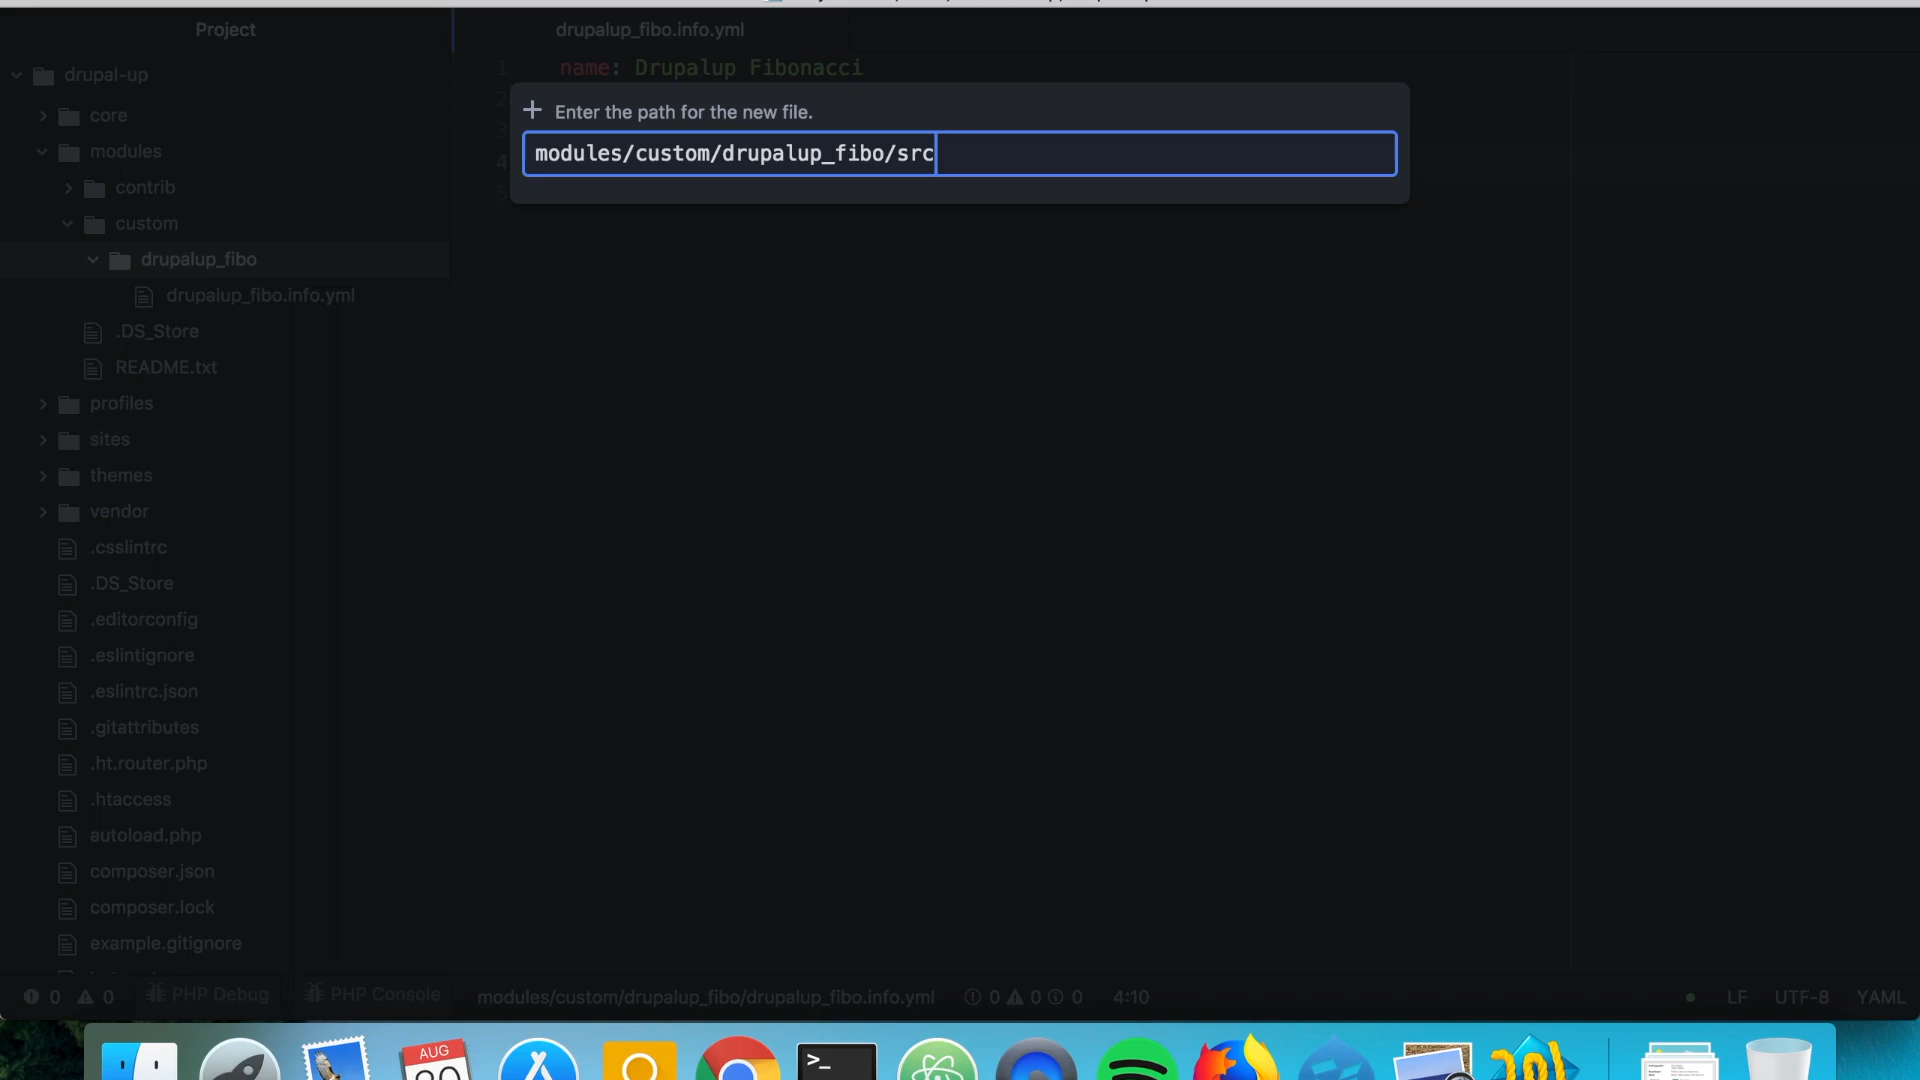 Project
drupalup_fibo.info.yml
drupal-up
1 name: Drupalup Fibonacci
Enter the path for the new file.
modules/custom/drupalup_fibo/src
core
modules
contrib
custom
drupalup_fibo
drupalup_fibo.info.yml
.DS_Store
README.txt
profiles
sites
themes
vendor
.csslintrc
.DS_Store
.editorconfig
.eslintignore
.eslintrc.json
.gitattributes
.ht.router.php
.htaccess
autoload.php
composer.json
composer.lock
example.gitignore
0 0 PHP Debug PHP Console modules/custom/drupalup_fibo/drupalup_fibo.info.yml 0 0 0 4:10 LF UTF-8 YAML
AUG
>_